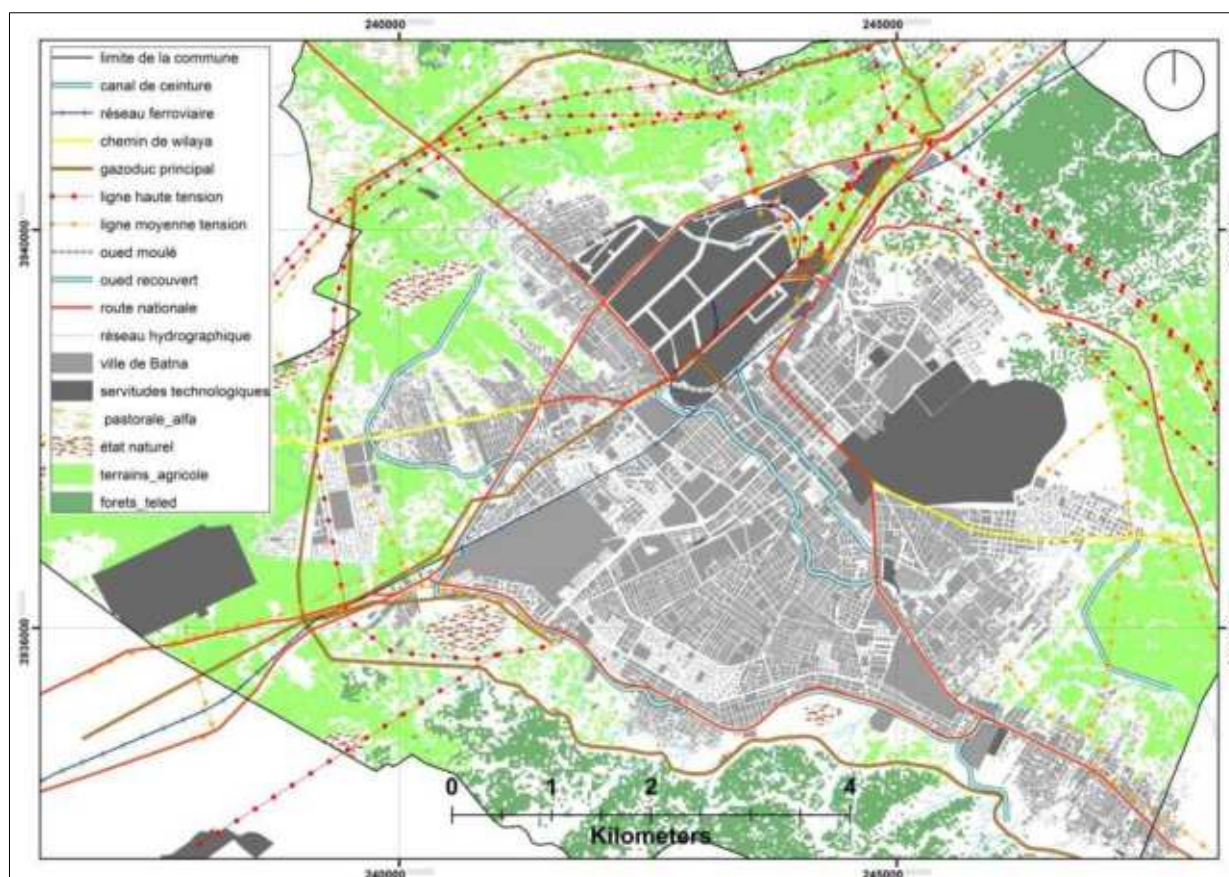 240000
245000
limite de la commune
canal de ceinture
réseau ferroviaire
chemin de wilaya
gazoduc principal
ligne haute tension
ligne moyenne tension
oued moulé
oued recouvert
route nationale
réseau hydrographique
ville de Batna
servitudes technologiques
pastorale_alfa
état naturel
terrains_agricole
forets_teled
3940000
3936000
0 1 2 4
Kilometers
240000
245000